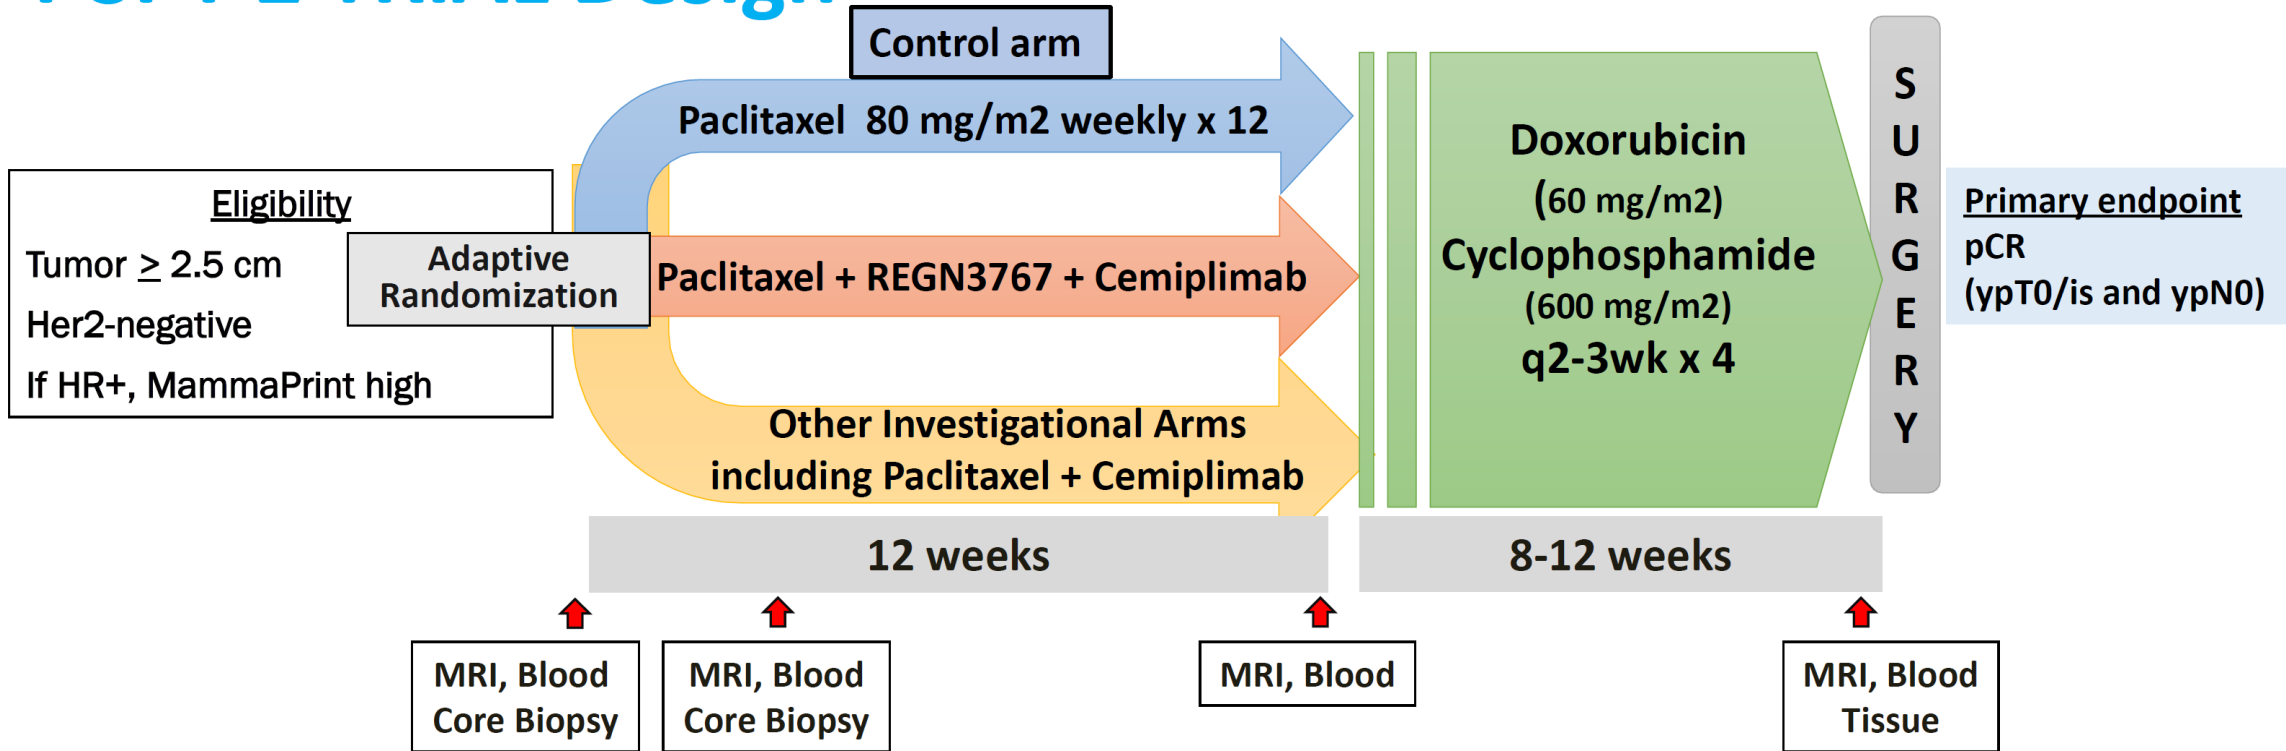 Control arm
Paclitaxel 80 mg/m2 weekly x 12
Eligibility
Tumor ≥ 2.5 cm
Her2-negative
If HR+, MammaPrint high
Adaptive
Randomization
Paclitaxel + REGN3767 + Cemiplimab
Other Investigational Arms
including Paclitaxel + Cemiplimab
Doxorubicin
(60 mg/m2)
Cyclophosphamide
(600 mg/m2)
q2-3wk x 4
S
U
R
G
E
R
Y
Primary endpoint
pCR
(ypT0/is and ypN0)
12 weeks
8-12 weeks
MRI, Blood
Core Biopsy
MRI, Blood
Core Biopsy
MRI, Blood
MRI, Blood
Tissue